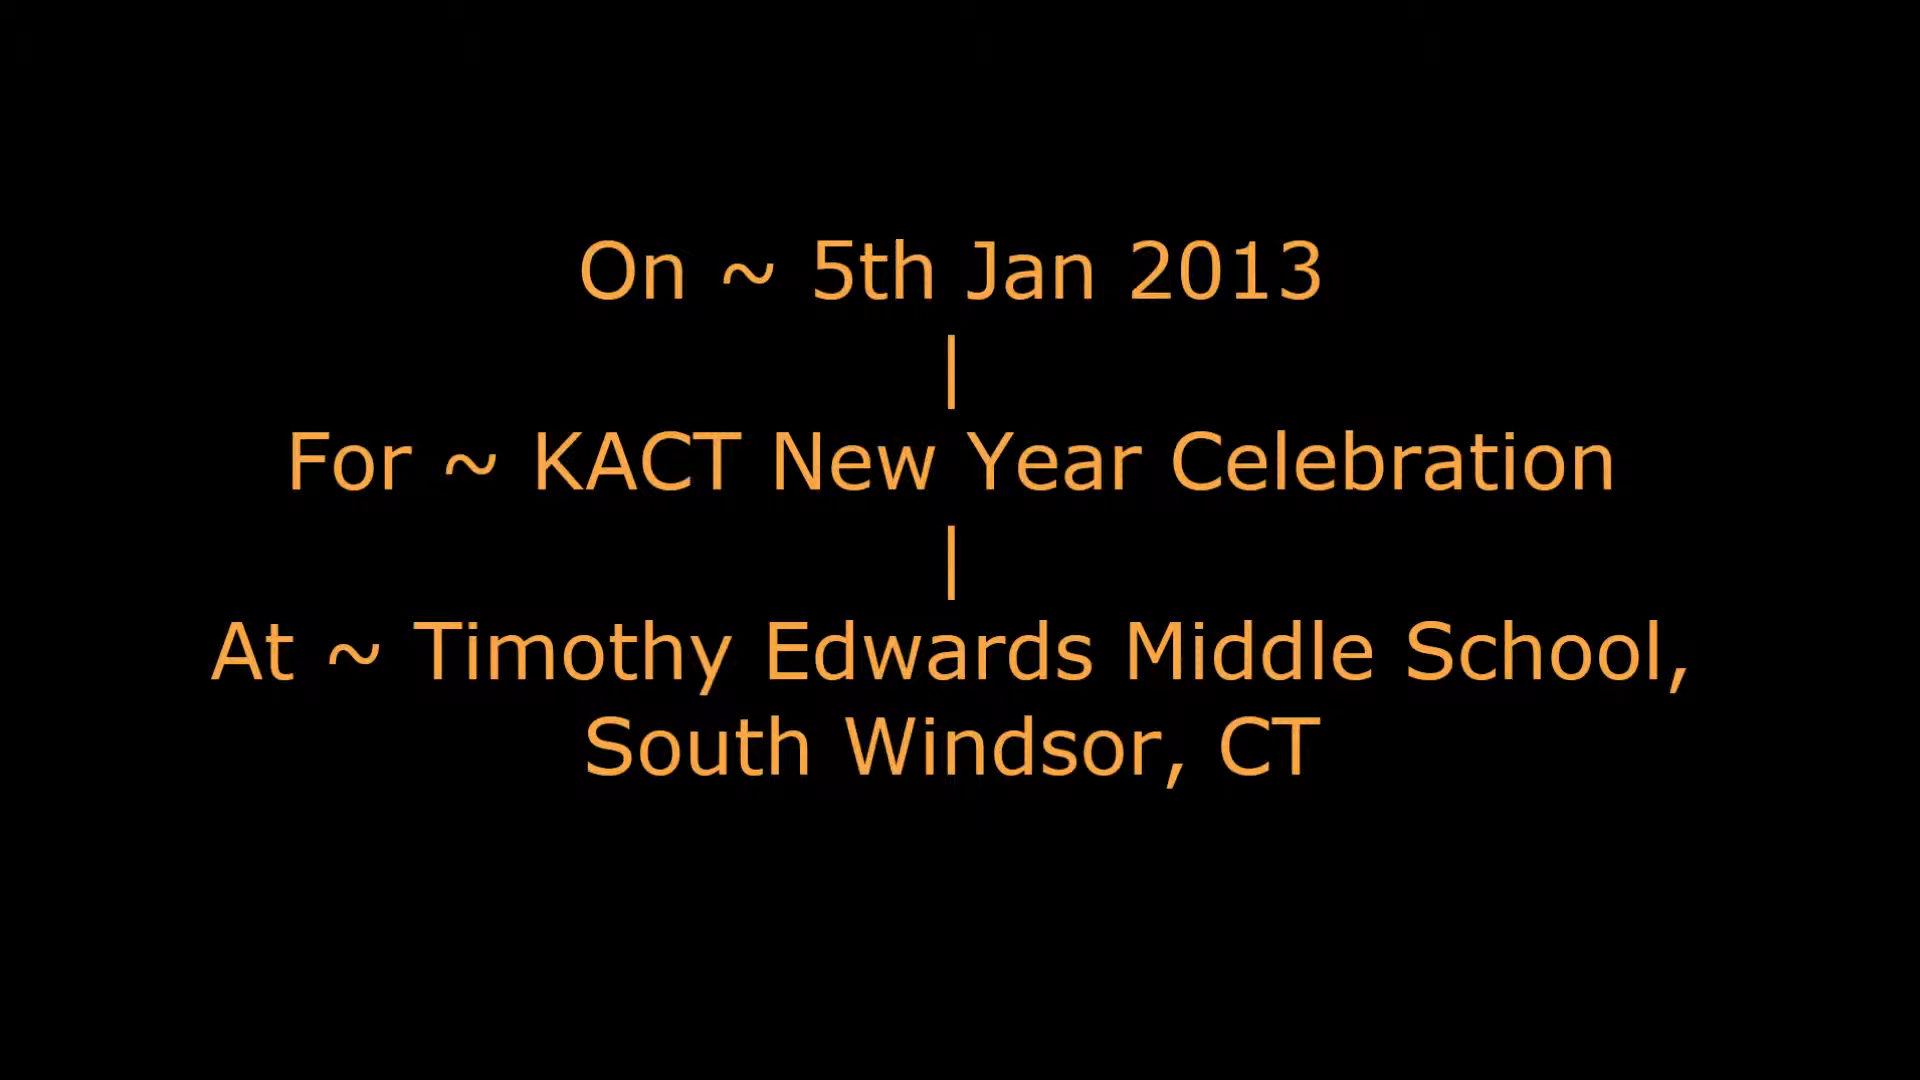 On ~ 5th Jan 2013
|
For ~ KACT New Year Celebration
|
At ~ Timothy Edwards Middle School,
South Windsor, CT